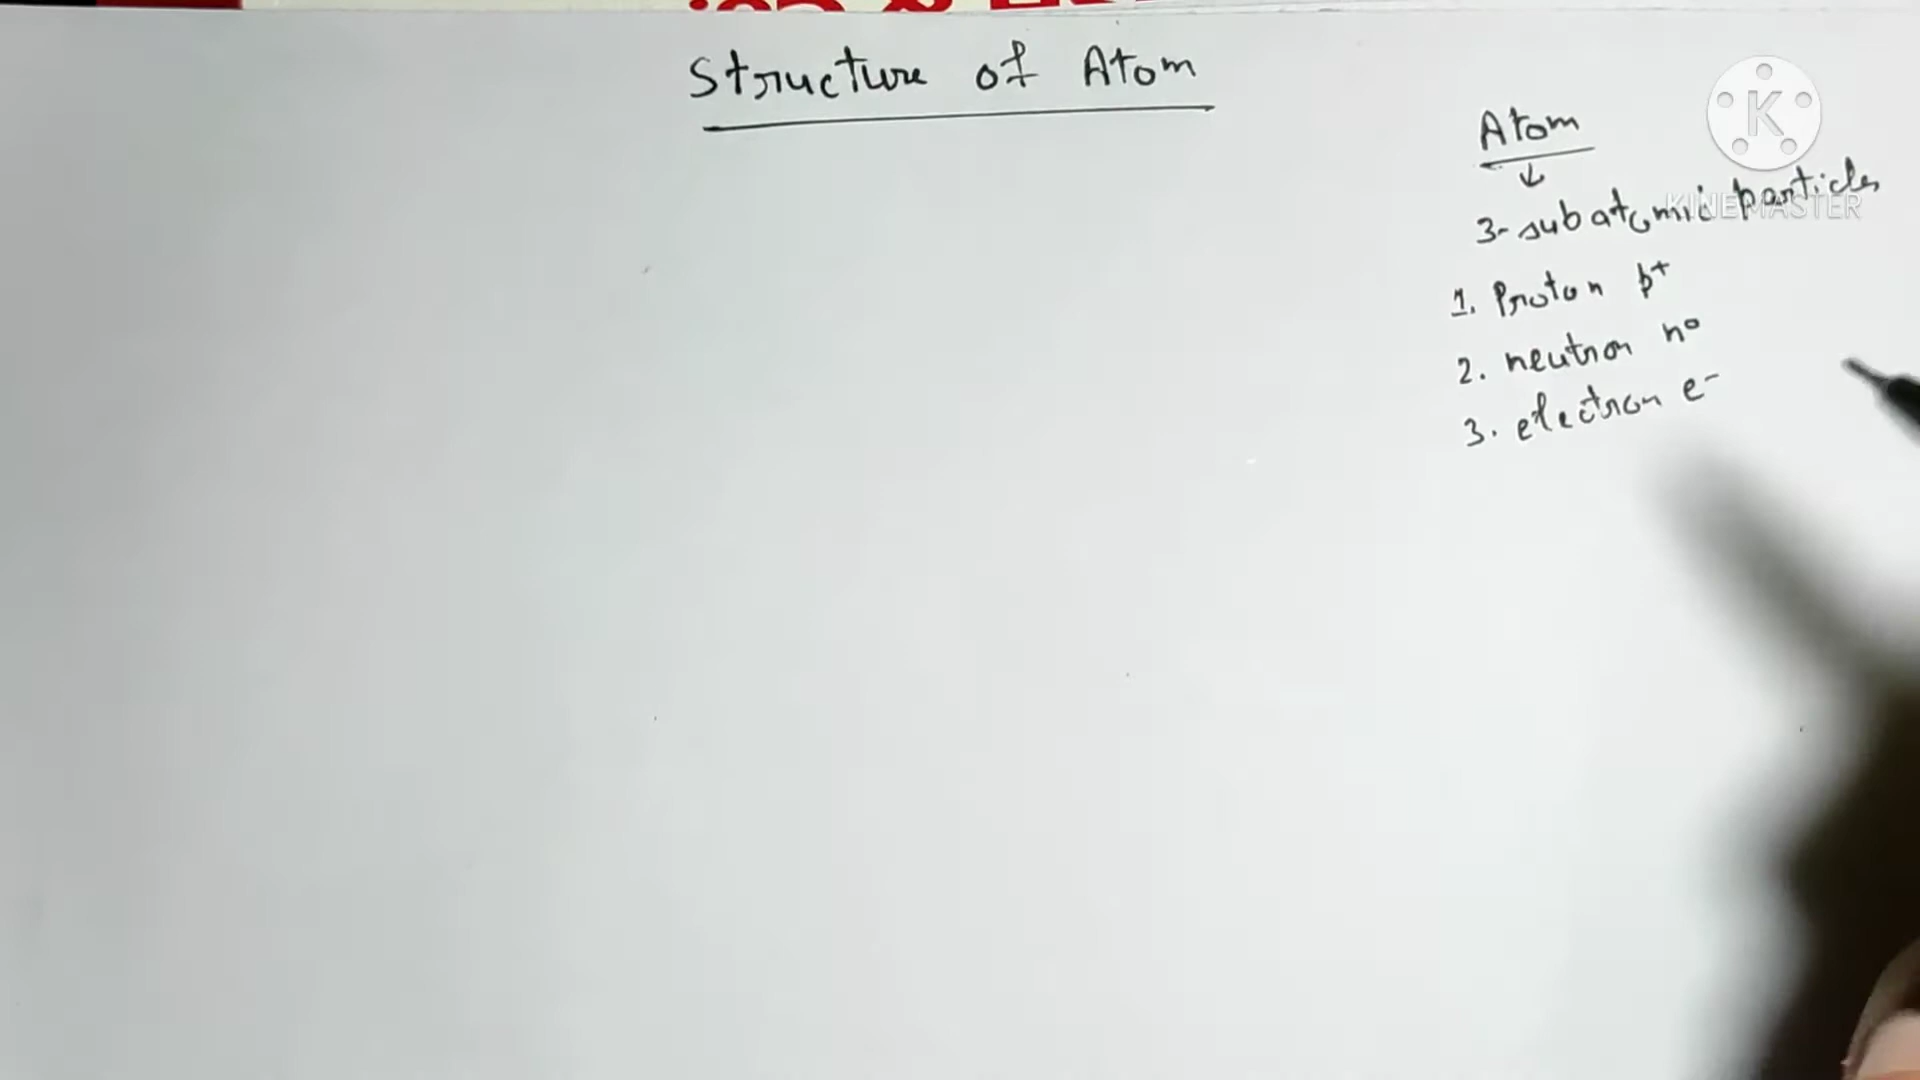 Structure of Atom
Atom
↓
3-subatomic particles
1. Proton p+
2. neutron n°
3. electron e-
K
KINEMASTER